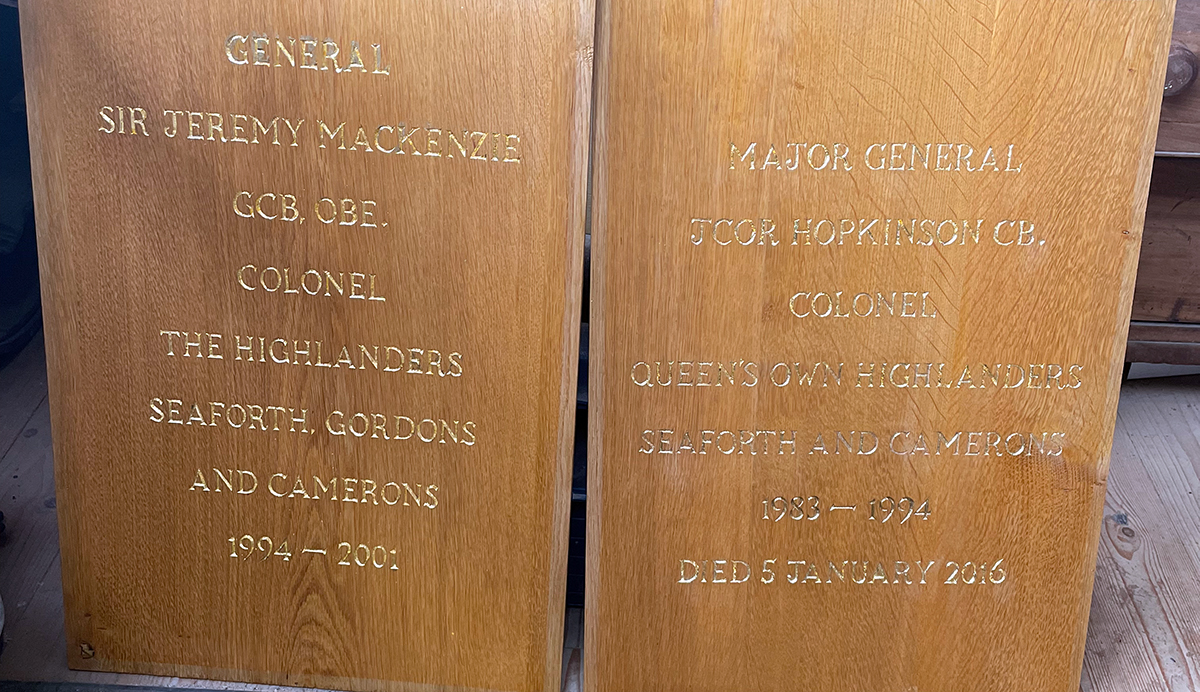 GENERAL
SIR JEREMY MACKENZIE
GCB, OBE.
COLONEL
THE HIGHLANDERS
SEAFORTH, GORDONS
AND CAMERONS
1994 – 2001
MAJOR GENERAL
JCOR HOPKINSON CB.
COLONEL
QUEEN'S OWN HIGHLANDERS
SEAFORTH AND CAMERONS
1983 – 1994
DIED 5 JANUARY 2016